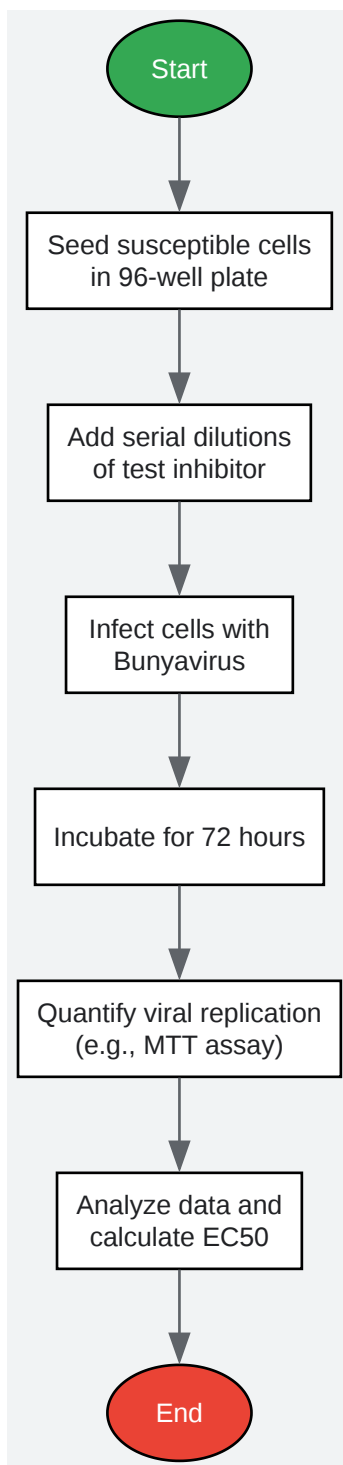 Start
Seed susceptible cells
in 96-well plate
Add serial dilutions
of test inhibitor
Infect cells with
Bunyavirus
Incubate for 72 hours
Quantify viral replication
(e.g., MTT assay)
Analyze data and
calculate EC50
End